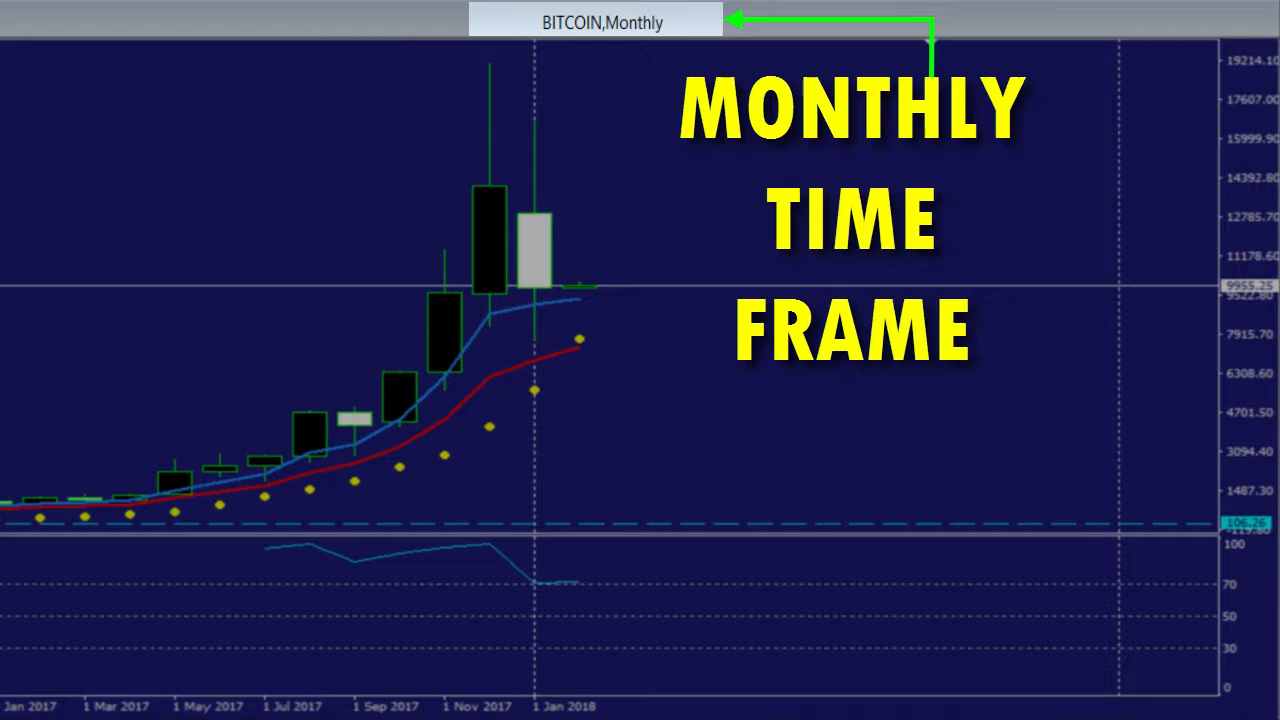 BITCOIN,Monthly
MONTHLY
TIME
FRAME
19214.10
17607.00
15999.90
14392.80
12785.70
11178.60
9955.25
9522.80
7915.70
6308.60
4701.50
3094.40
1487.30
106.26
-119.80
100
70
50
30
0
Jan 2017
1 Mar 2017
1 May 2017
1 Jul 2017
1 Sep 2017
1 Nov 2017
1 Jan 2018